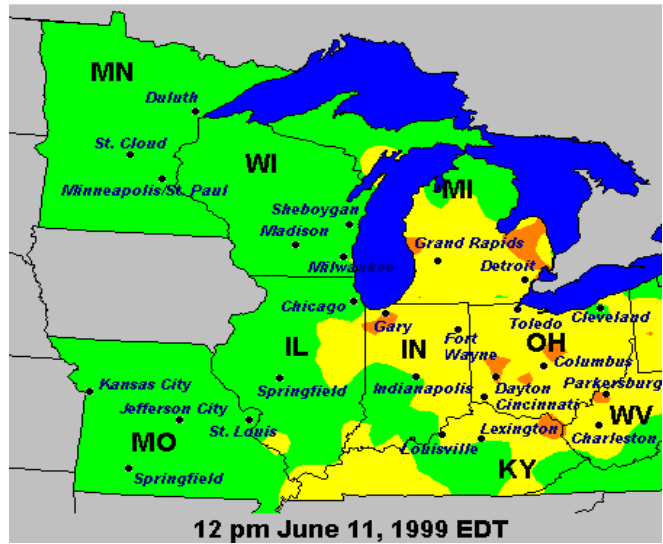 MN
Duluth
St. Cloud
WI
Minneapolis/St. Paul
MI
Sheboygan
Madison
Grand Rapids
Milwaukee
Detroit
Chicago
Gary
Toledo
Cleveland
IL
IN
Fort
Wayne
OH
Columbus
Kansas City
Springfield
Indianapolis
Dayton
Parkersburg
Cincinnati
Jefferson City
St. Louis
Lexington
WV
MO
Louisville
Charleston
Springfield
KY
12 pm June 11, 1999 EDT